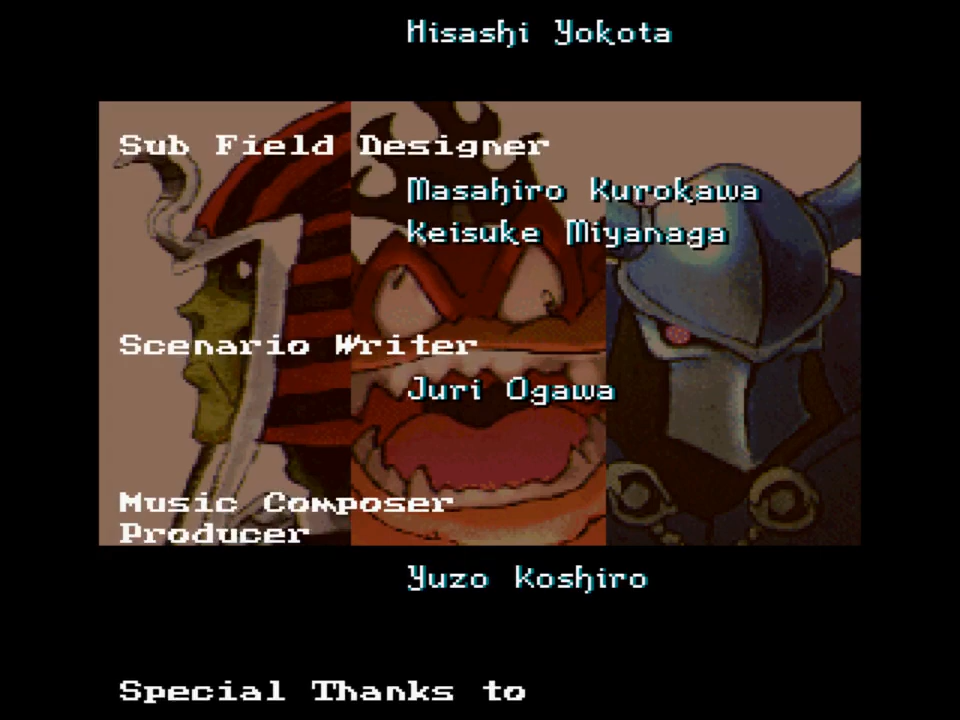 Hisashi Yokota
Sub Field Designer
Masahiro Kurokawa
Keisuke Miyanaga
Scenario Writer
Juri Ogawa
Music Composer
Producer
Yuzo Koshiro
Special Thanks to